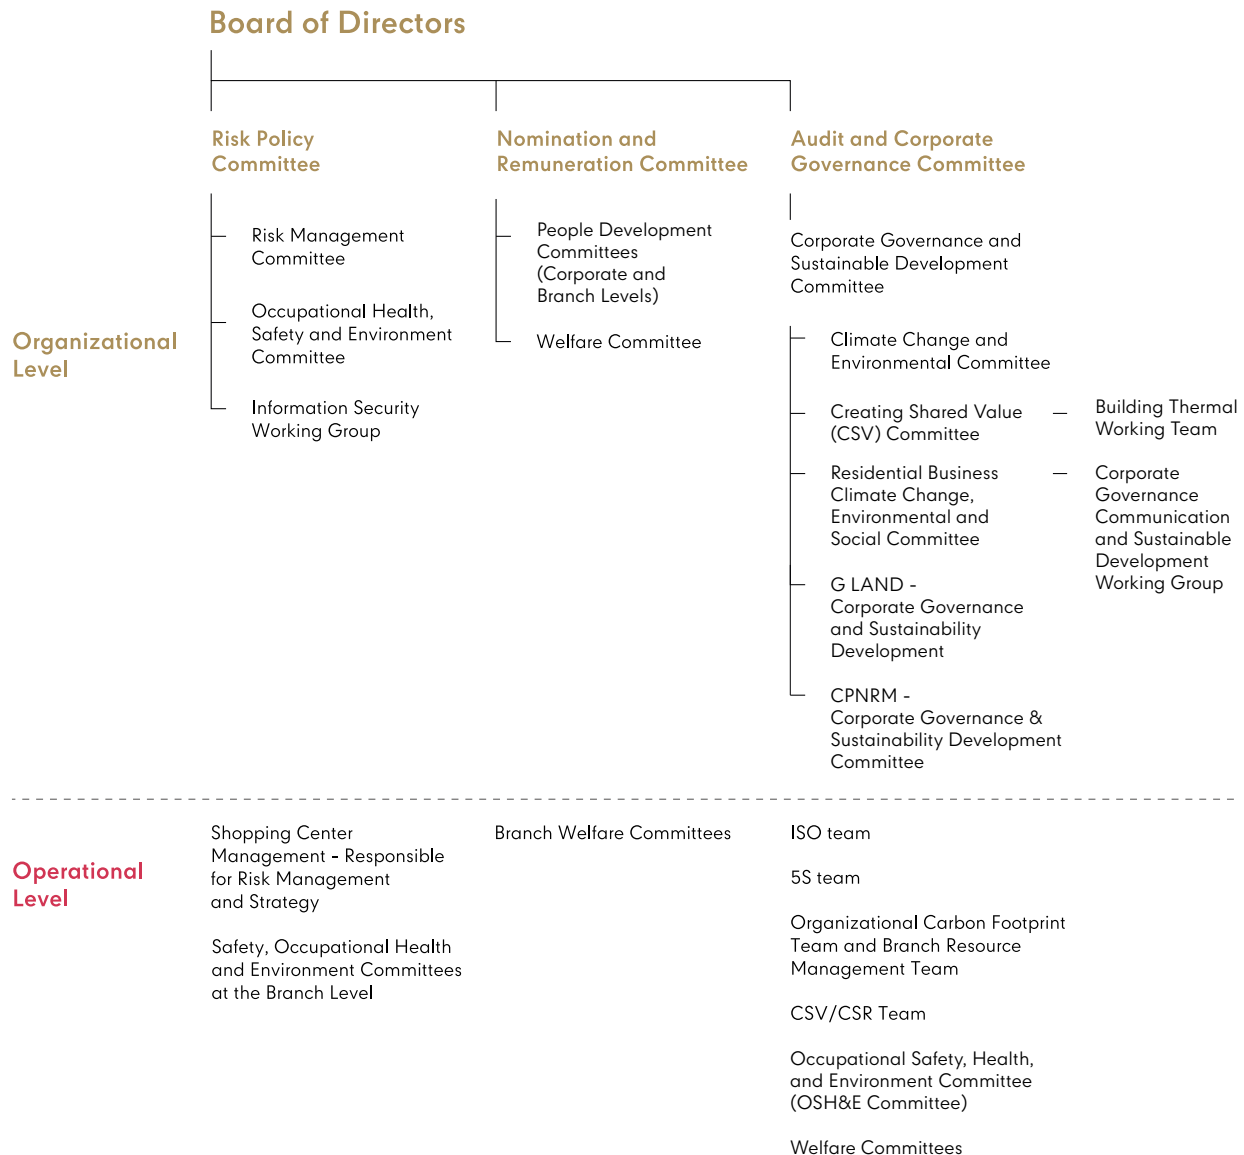 Board of Directors
Risk Policy
Committee
Nomination and
Remuneration Committee
Audit and Corporate
Governance Committee
Organizational
Level
Risk Management
Committee
Occupational Health,
Safety and Environment
Committee
Information Security
Working Group
People Development
Committees
(Corporate and
Branch Levels)
Welfare Committee
Corporate Governance and
Sustainable Development
Committee
Climate Change and
Environmental Committee
Creating Shared Value
(CSV) Committee
Building Thermal
Working Team
Residential Business
Climate Change,
Environmental and
Social Committee
Corporate
Governance
Communication
and Sustainable
Development
Working Group
G LAND -
Corporate Governance
and Sustainability
Development
CPNRM -
Corporate Governance &
Sustainability Development
Committee
Operational
Level
Shopping Center
Management - Responsible
for Risk Management
and Strategy
Safety, Occupational Health
and Environment Committees
at the Branch Level
Branch Welfare Committees
ISO team
5S team
Organizational Carbon Footprint
Team and Branch Resource
Management Team
CSV/CSR Team
Occupational Safety, Health,
and Environment Committee
(OSH&E Committee)
Welfare Committees